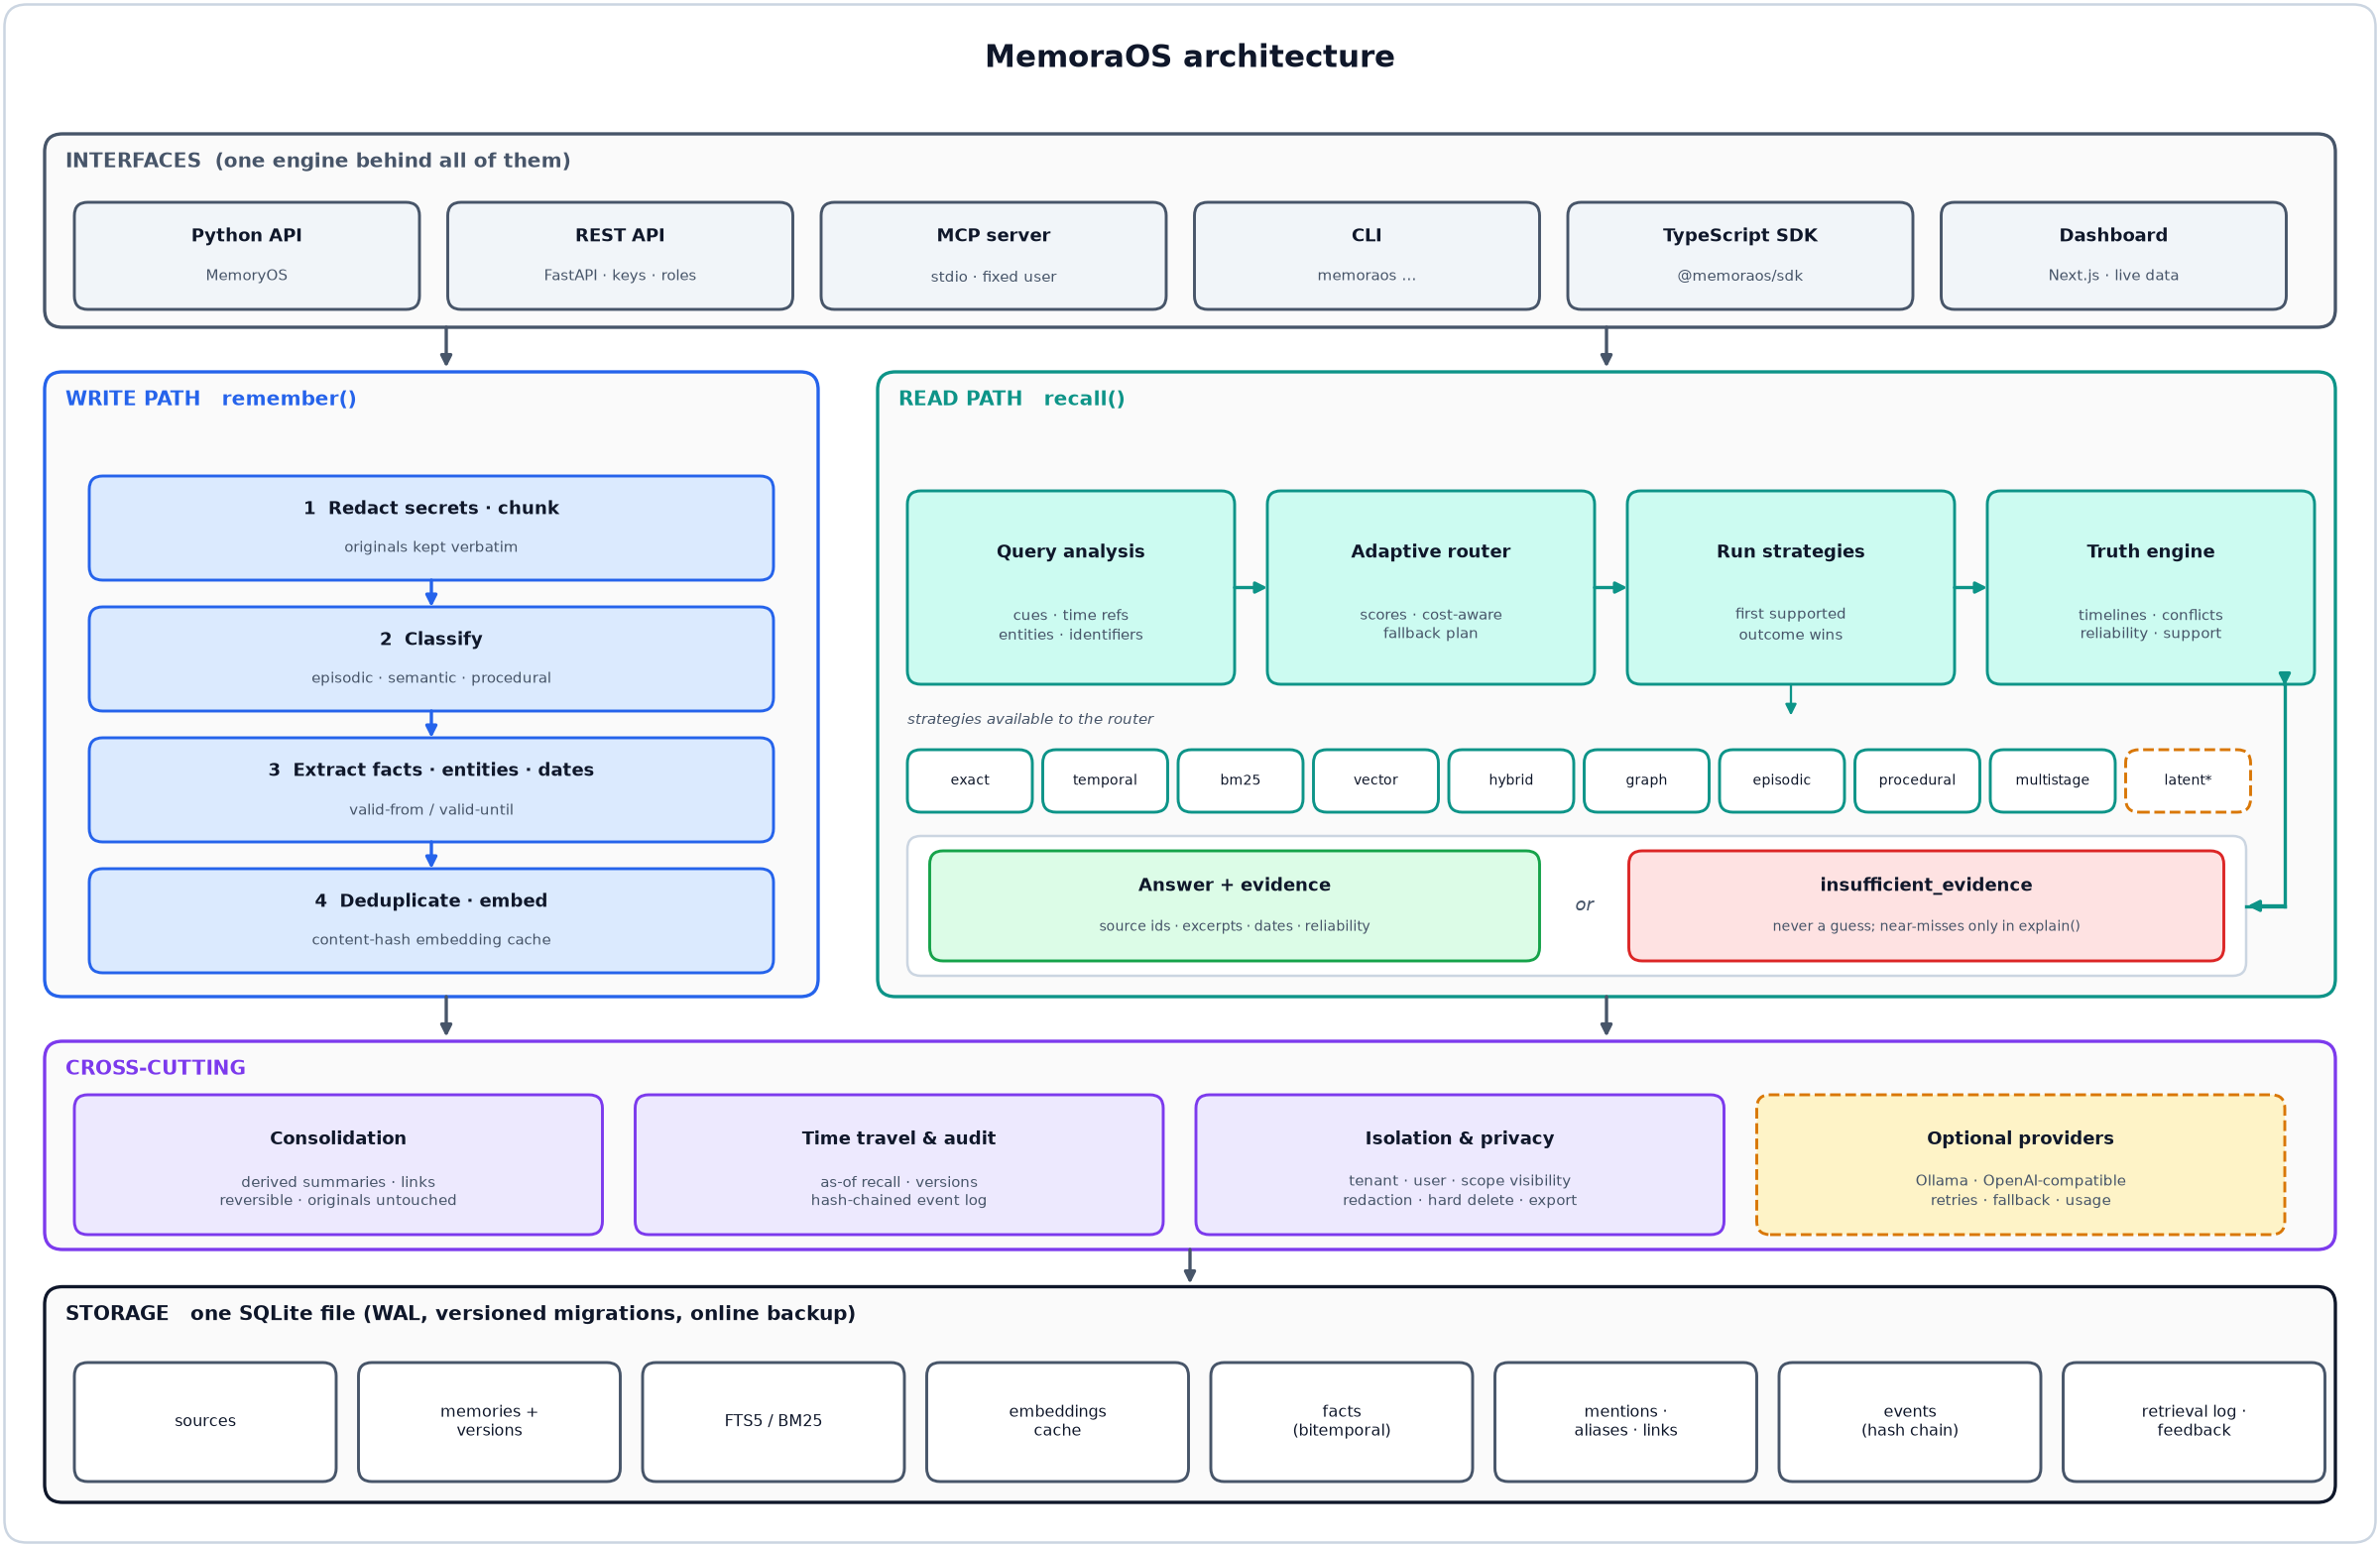 MemoraOS architecture
INTERFACES (one engine behind all of them)
Python API
MemoryOS
REST API
FastAPI · keys · roles
MCP server
stdio · fixed user
CLI
memoraos ...
TypeScript SDK
@memoraos/sdk
Dashboard
Next.js · live data
WRITE PATH remember()
1 Redact secrets · chunk
originals kept verbatim
2 Classify
episodic · semantic · procedural
3 Extract facts · entities · dates
valid-from / valid-until
4 Deduplicate · embed
content-hash embedding cache
READ PATH recall()
Query analysis
cues · time refs
entities · identifiers
Adaptive router
scores · cost-aware
fallback plan
Run strategies
first supported
outcome wins
Truth engine
timelines · conflicts
reliability · support
strategies available to the router
exact
temporal
bm25
vector
hybrid
graph
episodic
procedural
multistage
latent*
Answer + evidence
source ids · excerpts · dates · reliability
or
insufficient_evidence
never a guess; near-misses only in explain()
CROSS-CUTTING
Consolidation
derived summaries · links
reversible · originals untouched
Time travel & audit
as-of recall · versions
hash-chained event log
Isolation & privacy
tenant · user · scope visibility
redaction · hard delete · export
Optional providers
Ollama · OpenAI-compatible
retries · fallback · usage
STORAGE one SQLite file (WAL, versioned migrations, online backup)
sources
memories +
versions
FTS5 / BM25
embeddings
cache
facts
(bitemporal)
mentions ·
aliases · links
events
(hash chain)
retrieval log ·
feedback